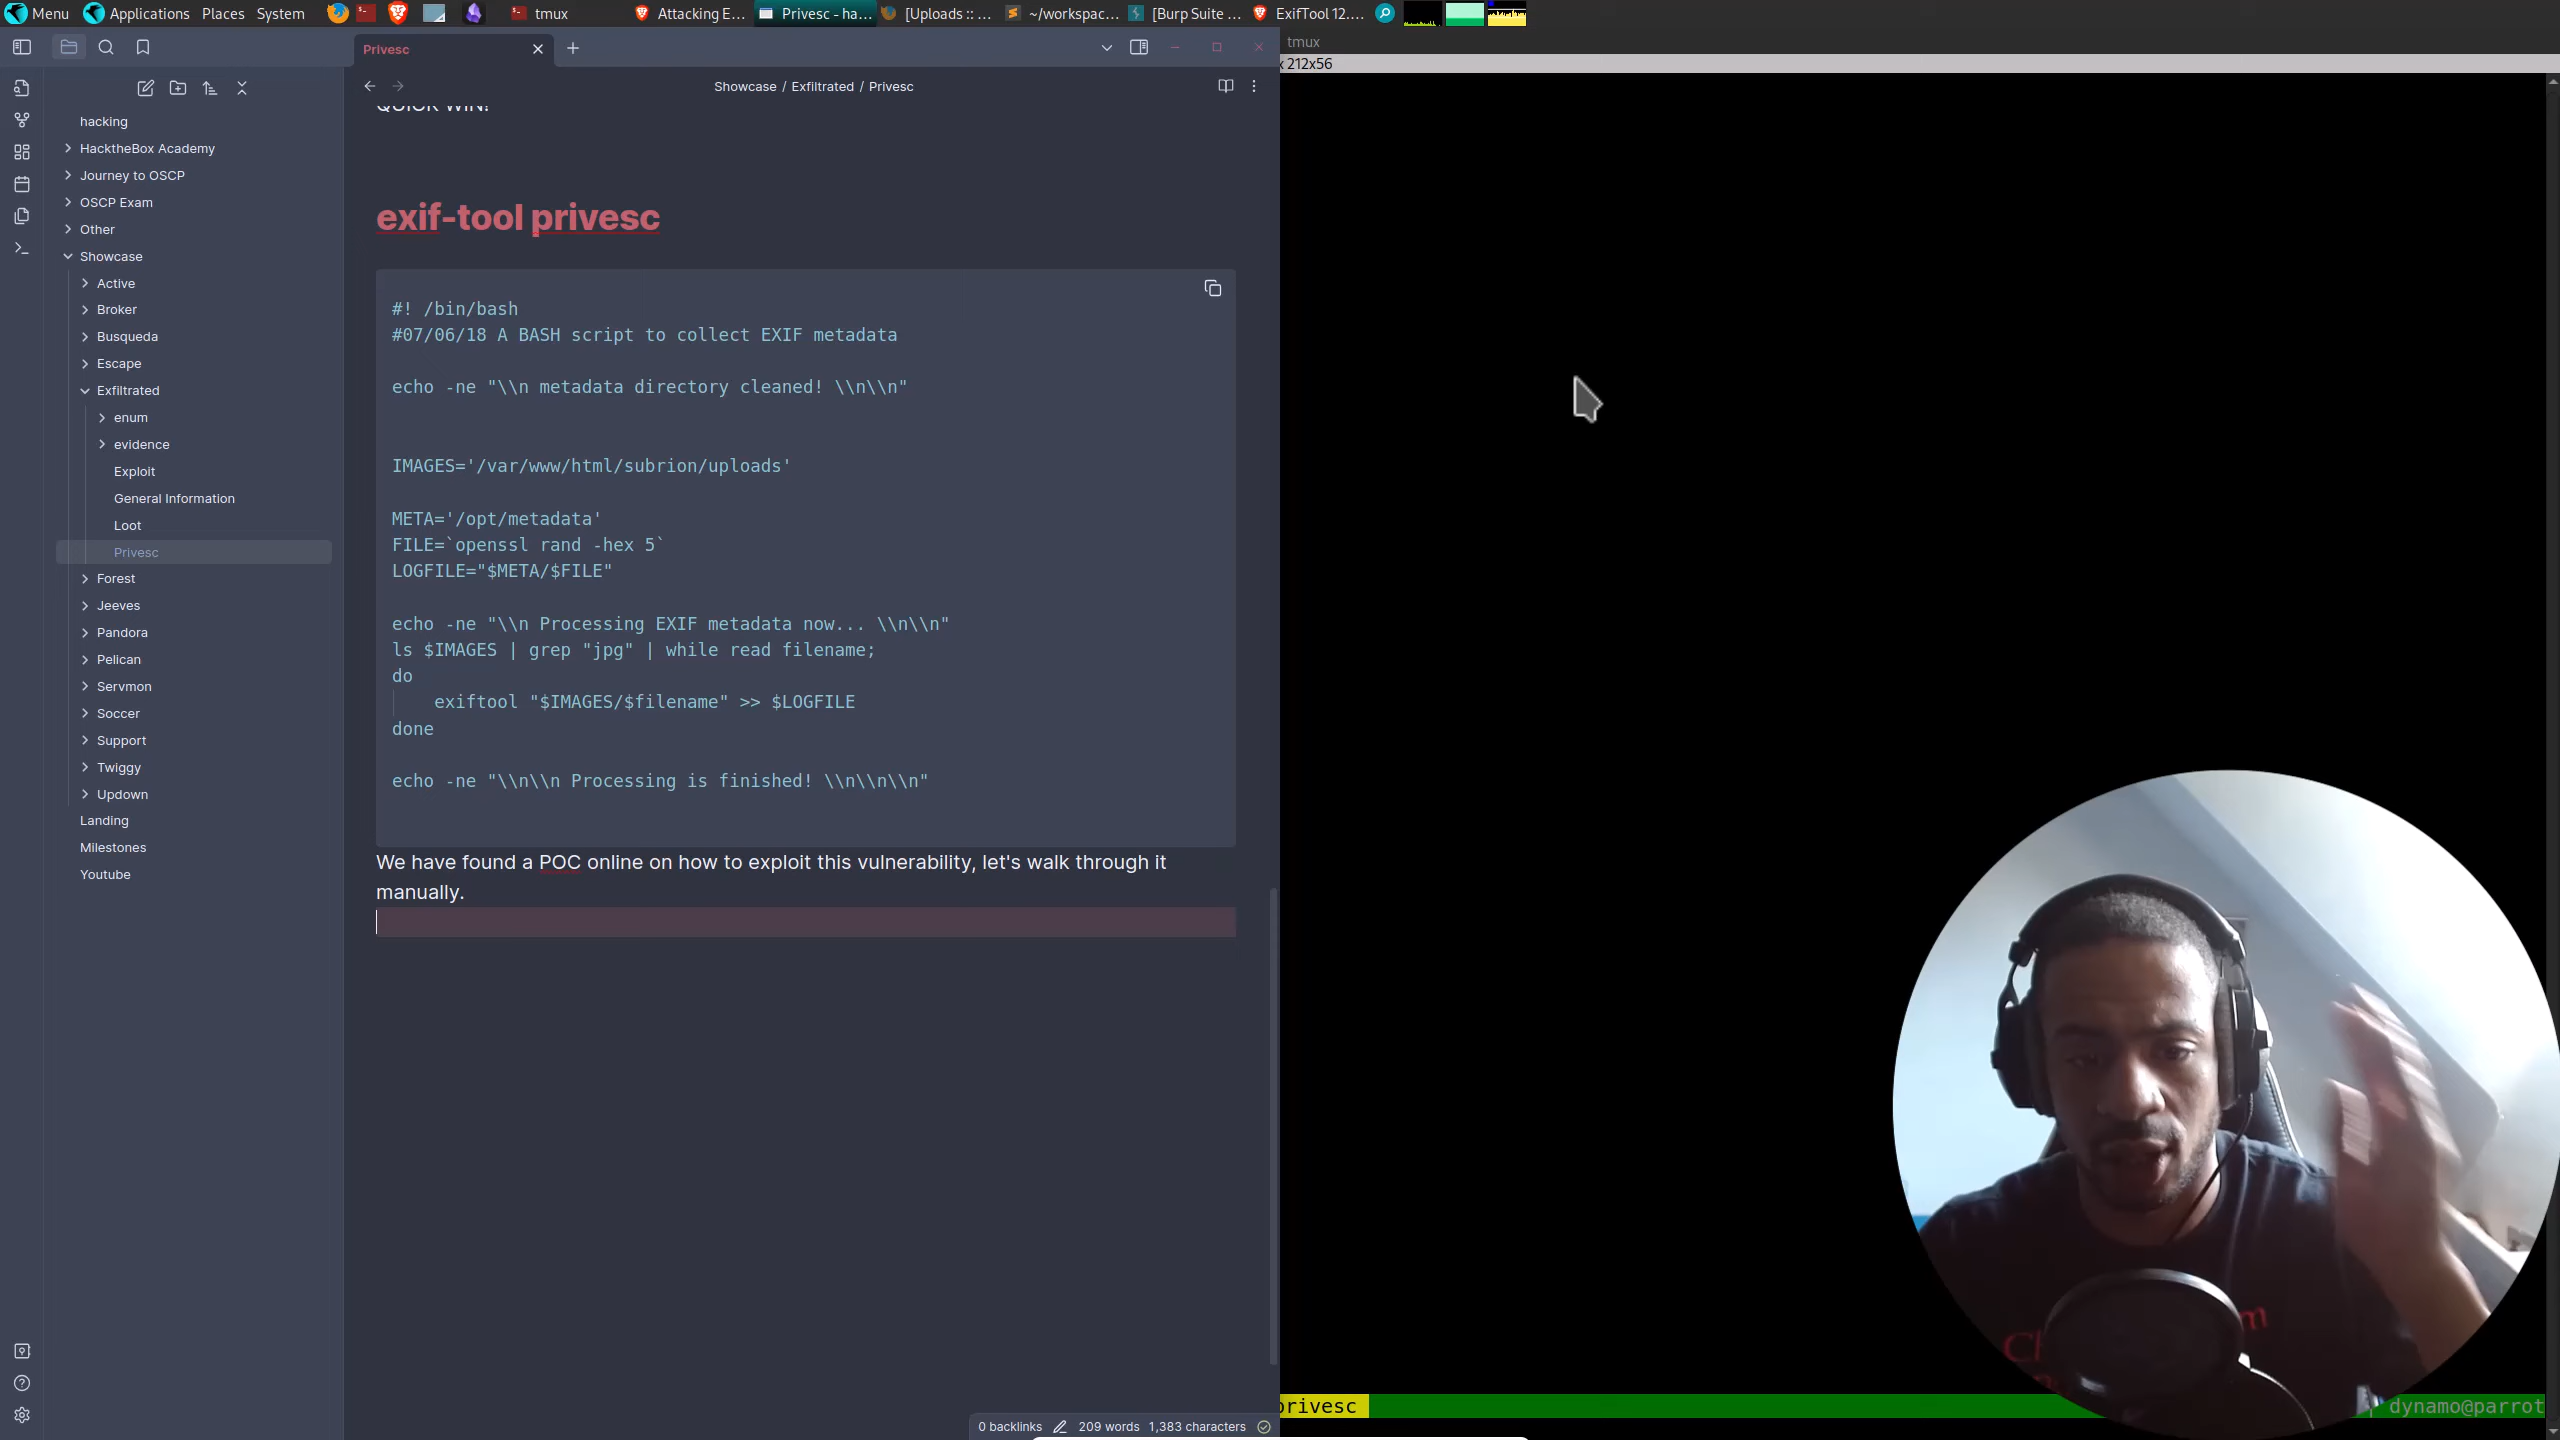 Menu Applications Places System tmux Attacking E... Privesc - ha... [Uploads :: ... ~/workspac... [Burp Suite ... ExifTool 12....
Privesc
tmux
x 212x56
Showcase / Exfiltrated / Privesc
QUICK WIN!
hacking
HacktheBox Academy
Journey to OSCP
OSCP Exam
Other
Showcase
Active
Broker
Busqueda
Escape
Exfiltrated
enum
evidence
Exploit
General Information
Loot
Privesc
Forest
Jeeves
Pandora
Pelican
Servmon
Soccer
Support
Twiggy
Updown
Landing
Milestones
Youtube
exif-tool privesc
#! /bin/bash
#07/06/18 A BASH script to collect EXIF metadata
echo -ne "\\n metadata directory cleaned! \\n\\n"
IMAGES='/var/www/html/subrion/uploads'
META='/opt/metadata'
FILE=`openssl rand -hex 5`
LOGFILE="$META/$FILE"
echo -ne "\\n Processing EXIF metadata now... \\n\\n"
ls $IMAGES | grep "jpg" | while read filename;
do
exiftool "$IMAGES/$filename" >> $LOGFILE
done
echo -ne "\\n\\n Processing is finished! \\n\\n\\n"
We have found a POC online on how to exploit this vulnerability, let's walk through it
manually.
0 backlinks 209 words 1,383 characters
privesc
dynamo@parrot